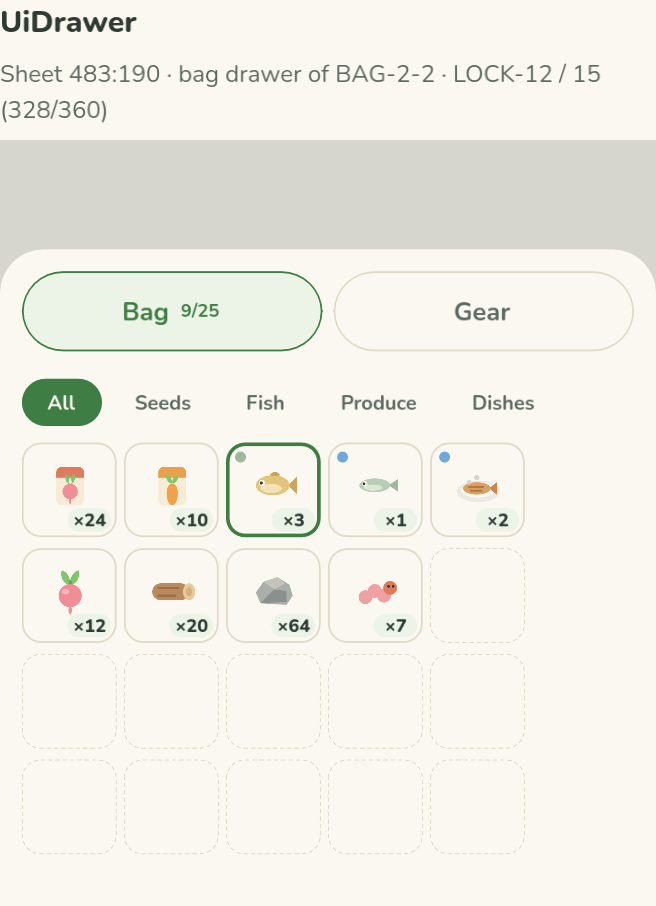 UiDrawer
Sheet 483:190 · bag drawer of BAG-2-2 · LOCK-12 / 15
(328/360)
Bag 9/25
Gear
All Seeds Fish Produce Dishes
×24 ×10 ×3 ×1 ×2
×12 ×20 ×64 ×7